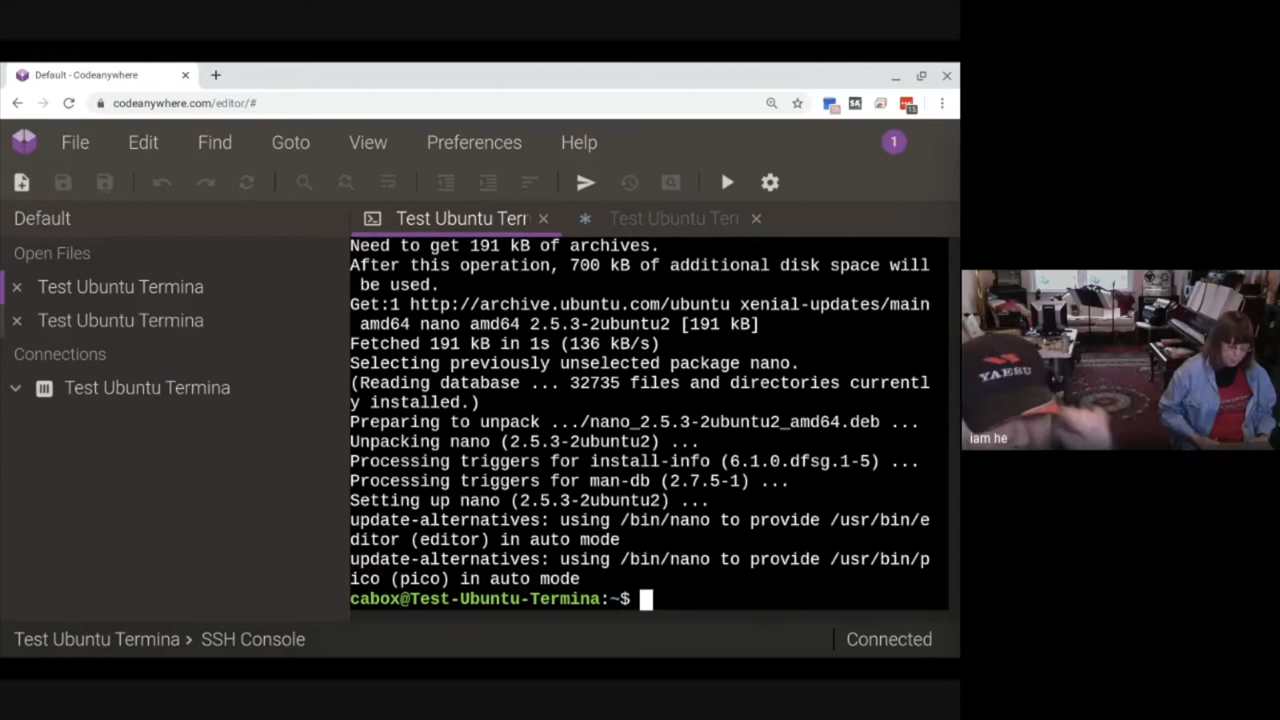 Default - Codeanywhere
codeanywhere.com/editor/#
File Edit Find Goto View Preferences Help 1
Default
Test Ubuntu Terr
Test Ubuntu Terr
Open Files
Test Ubuntu Termina
Test Ubuntu Termina
Connections
Test Ubuntu Termina
Need to get 191 kB of archives.
After this operation, 700 kB of additional disk space will
be used.
Get:1 http://archive.ubuntu.com/ubuntu xenial-updates/main
amd64 nano amd64 2.5.3-2ubuntu2 [191 kB]
Fetched 191 kB in 1s (136 kB/s)
Selecting previously unselected package nano.
(Reading database ... 32735 files and directories currentl
y installed.)
Preparing to unpack .../nano_2.5.3-2ubuntu2_amd64.deb ...
Unpacking nano (2.5.3-2ubuntu2) ...
Processing triggers for install-info (6.1.0.dfsg.1-5) ...
Processing triggers for man-db (2.7.5-1) ...
Setting up nano (2.5.3-2ubuntu2) ...
update-alternatives: using /bin/nano to provide /usr/bin/e
ditor (editor) in auto mode
update-alternatives: using /bin/nano to provide /usr/bin/p
ico (pico) in auto mode
cabox@Test-Ubuntu-Termina:~$
Test Ubuntu Termina > SSH Console
Connected
YAESU
iam he